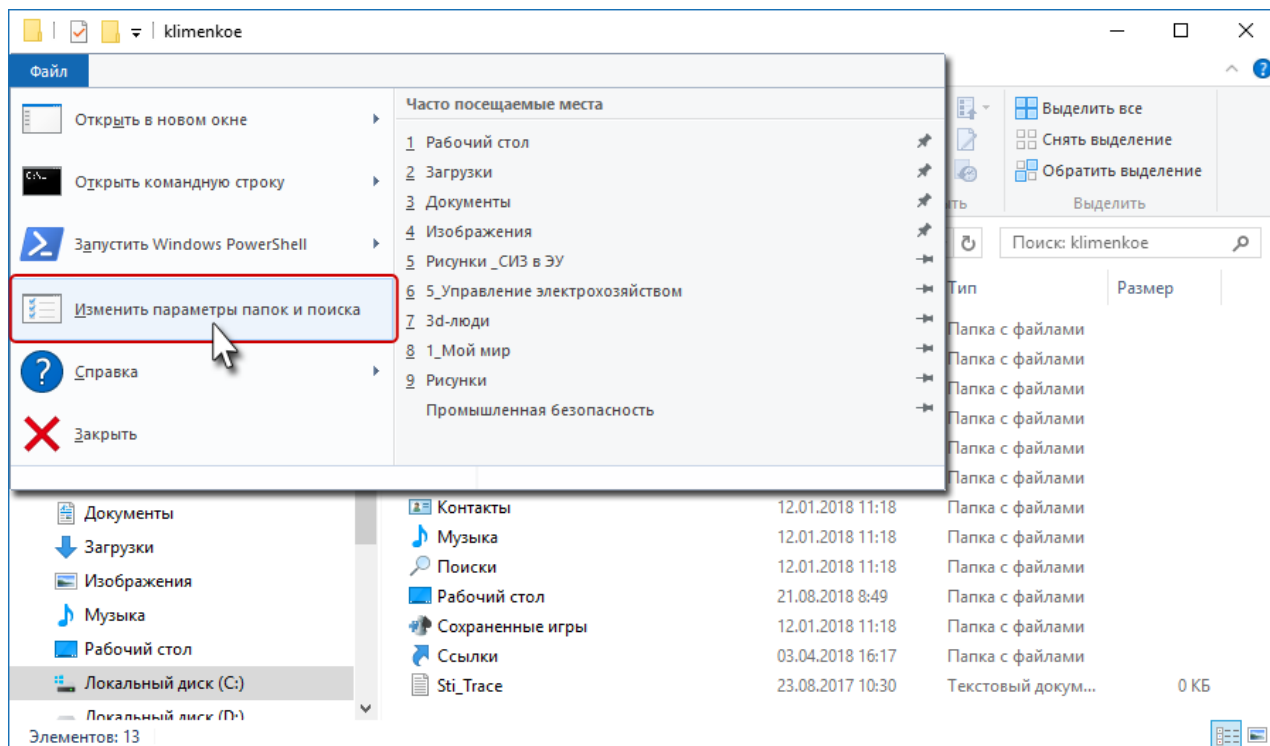 klimenkoe
Файл
Открыть в новом окне
Открыть командную строку
Запустить Windows PowerShell
Изменить параметры папок и поиска
Справка
Закрыть
Часто посещаемые места
1 Рабочий стол
2 Загрузки
3 Документы
4 Изображения
5 Рисунки _СИЗ в ЭУ
6 5_Управление электрохозяйством
7 3d-люди
8 1_Мой мир
9 Рисунки
Промышленная безопасность
Выделить все
Снять выделение
Обратить выделение
Выделить
Поиск: klimenkoe
Тип Размер
Папка с файлами
Папка с файлами
Папка с файлами
Папка с файлами
Папка с файлами
Папка с файлами
Документы
Загрузки
Изображения
Музыка
Рабочий стол
Локальный диск (C:)
Локальный диск (D:)
Контакты 12.01.2018 11:18 Папка с файлами
Музыка 12.01.2018 11:18 Папка с файлами
Поиски 12.01.2018 11:18 Папка с файлами
Рабочий стол 21.08.2018 8:49 Папка с файлами
Сохраненные игры 12.01.2018 11:18 Папка с файлами
Ссылки 03.04.2018 16:17 Папка с файлами
Sti_Trace 23.08.2017 10:30 Текстовый докум... 0 КБ
Элементов: 13